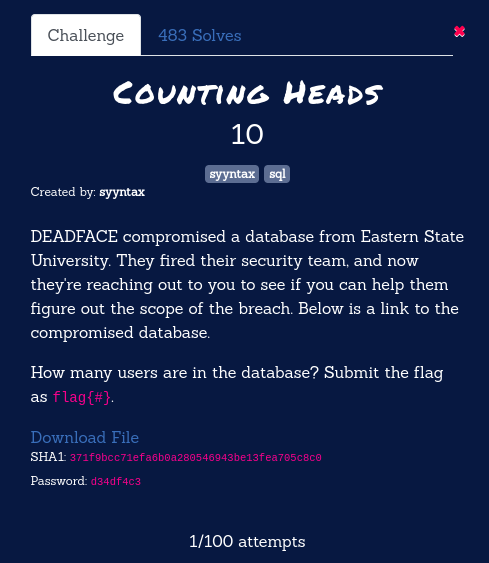 Challenge
483 Solves
✖
Counting Heads
10
syyntax sql
Created by: syyntax
DEADFACE compromised a database from Eastern State
University. They fired their security team, and now
they're reaching out to you to see if you can help them
figure out the scope of the breach. Below is a link to the
compromised database.
How many users are in the database? Submit the flag
as flag{#}.
Download File
SHA1: 371f9bcc71efa6b0a280546943be13fea705c8c0
Password: d34df4c3
1/100 attempts